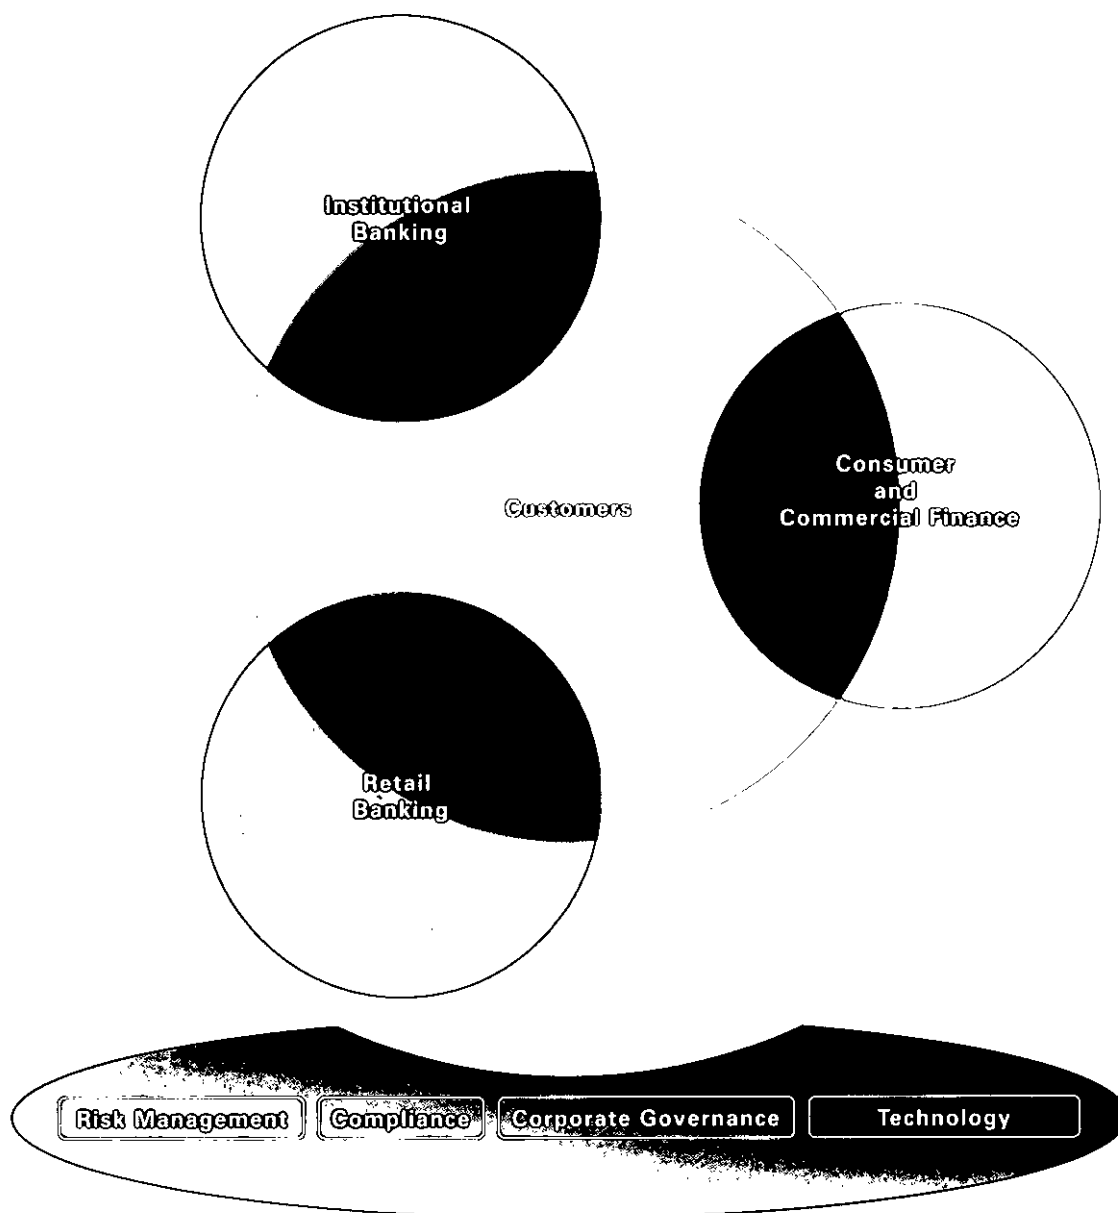 Institutional
Banking
Consumer
and
Commercial Finance
Customers
Retail
Banking
Risk Management
Compliance
Corporate Governance
Technology